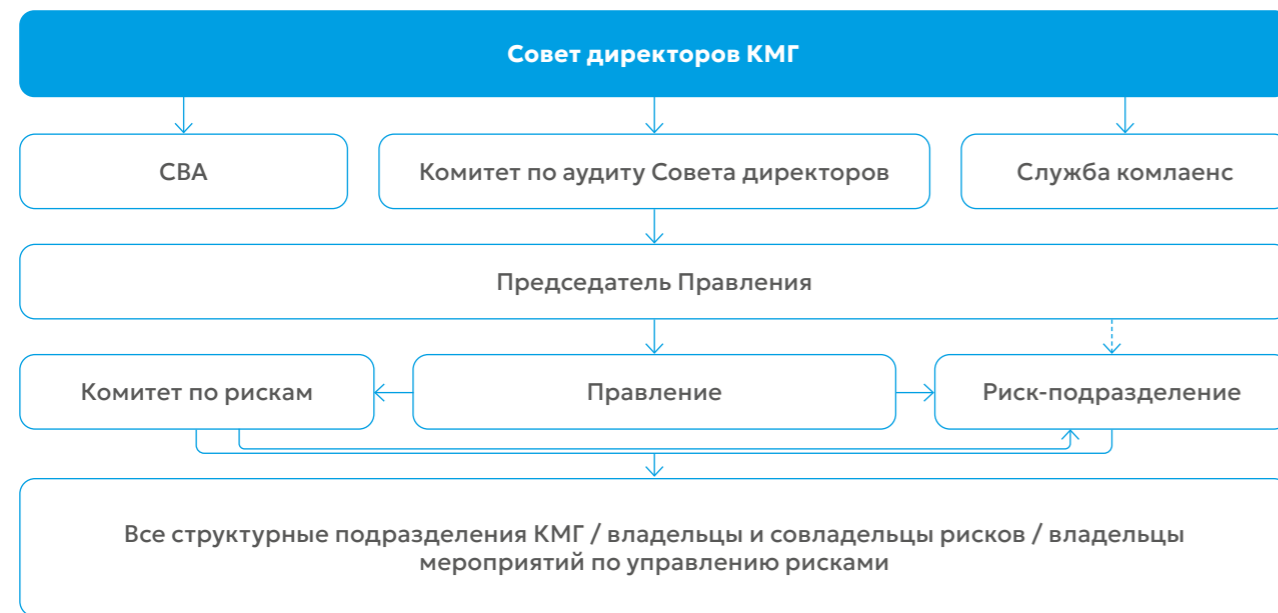 Совет директоров КМГ
СВА
Комитет по аудиту Совета директоров
Служба комлаенс
Председатель Правления
Комитет по рискам
Правление
Риск-подразделение
Все структурные подразделения КМГ / владельцы и совладельцы рисков / владельцы
мероприятий по управлению рисками